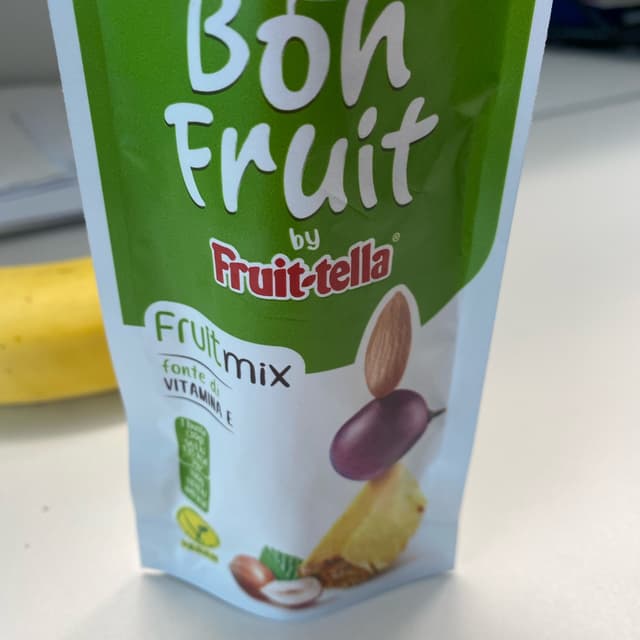 Bon
Fruit
by
Fruit-tella®
Fruit mix
fonte di
VITAMINA E